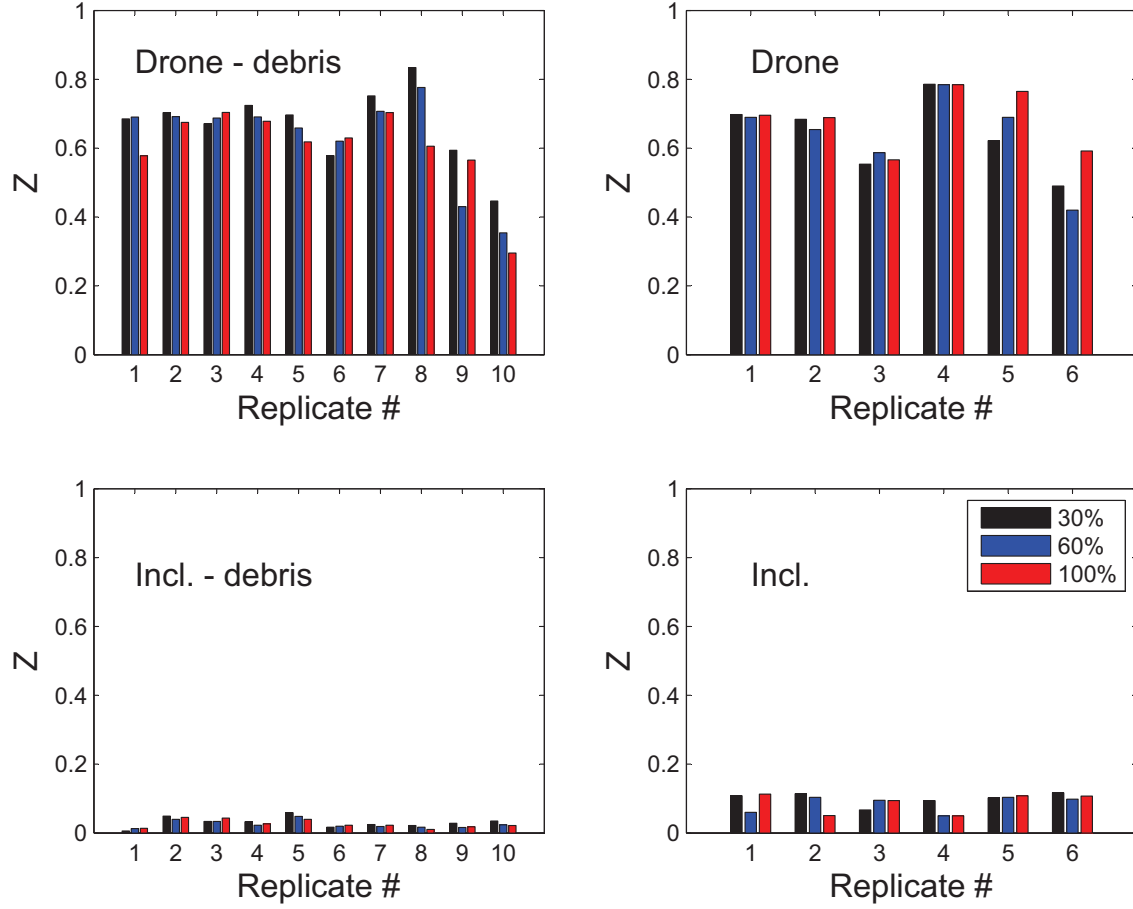 1
0.8
0.6
0.4
0.2
0
Z
Drone - debris
1 2 3 4 5 6 7 8 9 10
Replicate #
1
0.8
0.6
0.4
0.2
0
Z
Drone
1 2 3 4 5 6
Replicate #
1
0.8
0.6
0.4
0.2
0
Z
Incl. - debris
1 2 3 4 5 6 7 8 9 10
Replicate #
1
0.8
0.6
0.4
0.2
0
Z
Incl.
30%
60%
100%
1 2 3 4 5 6
Replicate #